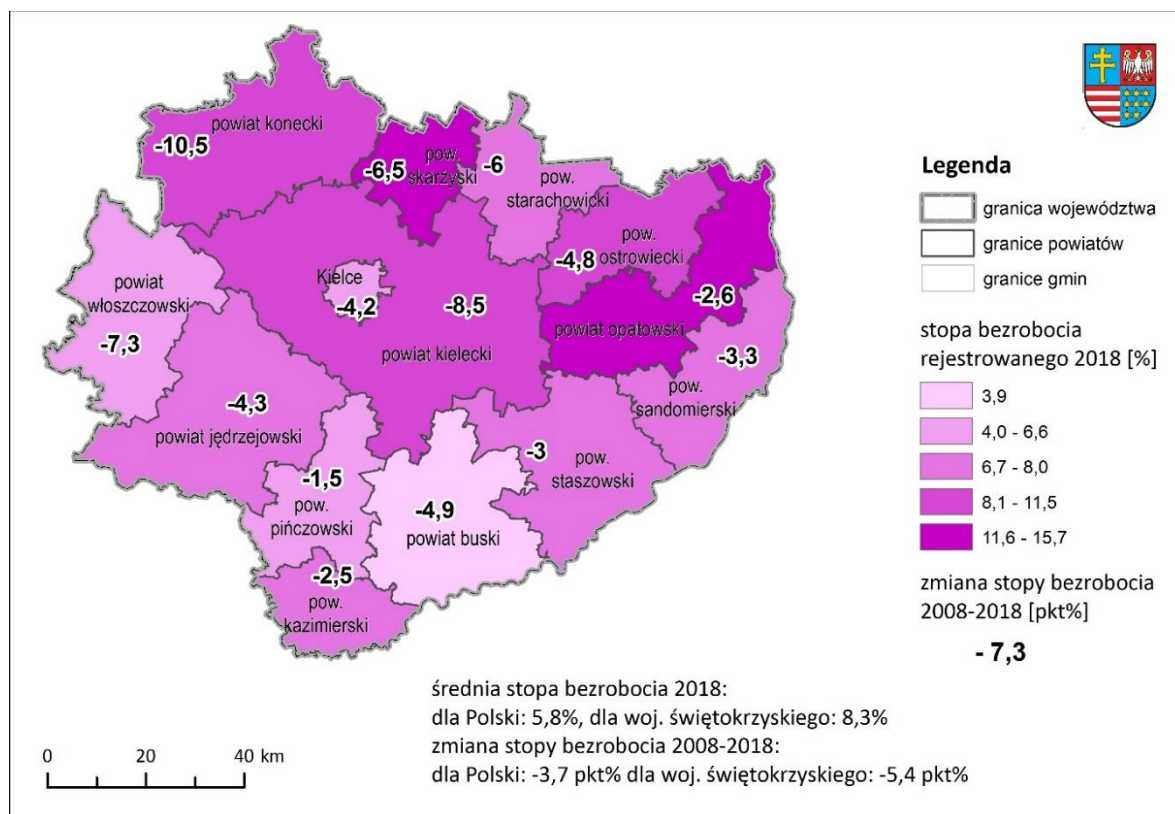 powiat konecki
-10,5
-6,5
pow.
skarżyski
-6
pow.
starachowicki
pow.
ostrowiecki
-4,8
powiat
włoszczowski
-7,3
Kielce
-4,2
-8,5
powiat kielecki
powiat opatowski
-2,6
-3,3
pow.
sandomierski
-4,3
powiat jędrzejowski
-1,5
pow.
pińczowski
-4,9
powiat buski
-3
pow.
staszowski
-2,5
pow.
kazimierski
Legenda
granica województwa
granice powiatów
granice gmin
stopa bezrobocia
rejestrowanego 2018 [%]
3,9
4,0 - 6,6
6,7 - 8,0
8,1 - 11,5
11,6 - 15,7
zmiana stopy bezrobocia
2008-2018 [pkt%]
- 7,3
średnia stopa bezrobocia 2018:
dla Polski: 5,8%, dla woj. świętokrzyskiego: 8,3%
zmiana stopy bezrobocia 2008-2018:
dla Polski: -3,7 pkt% dla woj. świętokrzyskiego: -5,4 pkt%
0 20 40 km